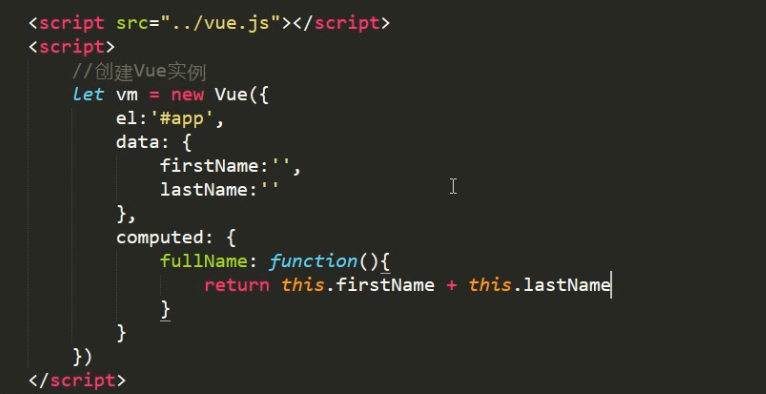 <script src="../vue.js"></script>
<script>
//创建Vue实例
let vm = new Vue({
el:'#app',
data: {
firstName:'',
lastName:''
},
computed: {
fullName: function(){
return this.firstName + this.lastName
}
}
})
</script>